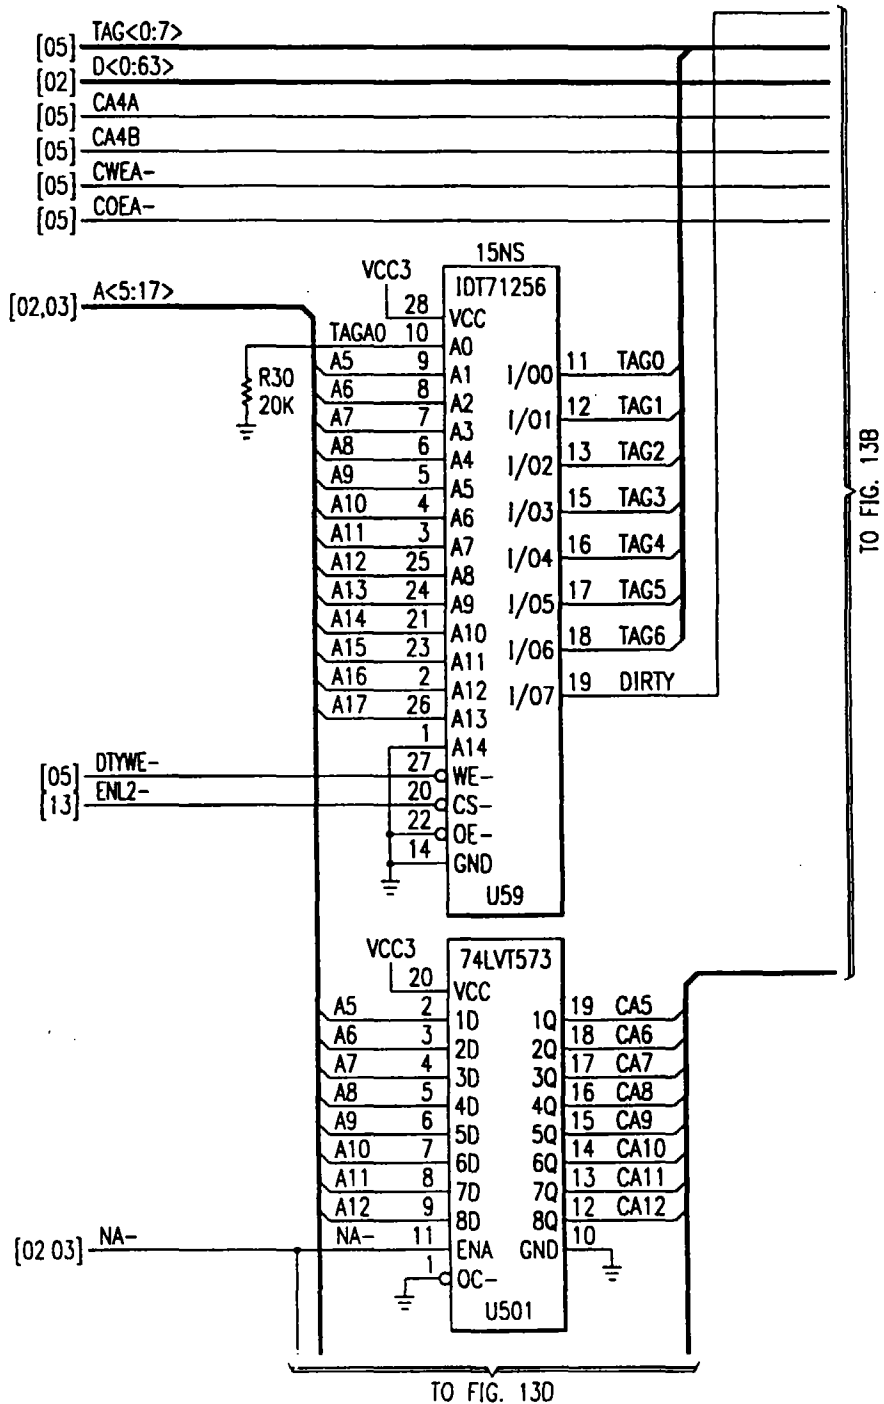 [05] TAG<0:7>
[02] D<0:63>
[05] CA4A
[05] CA4B
[05] CWEA-
[05] COEA-
15NS
VCC3
IDT71256
[02,03] A<5:17>
28 VCC
TAGA0 10 A0
R30
20K
A5 9 A1 I/O0 11 TAG0
A6 8 A2
A7 7 A3 I/O1 12 TAG1
A8 6 A4 I/O2 13 TAG2
A9 5 A5
A10 4 A6 I/O3 15 TAG3
A11 3 A7
A12 25 A8 I/O4 16 TAG4
A13 24 A9 I/O5 17 TAG5
A14 21 A10
A15 23 A11 I/O6 18 TAG6
A16 2 A12 I/O7 19 DIRTY
A17 26 A13
1 A14
[05] DTYWE- 27 WE-
[13] ENL2- 20 CS-
22 OE-
14 GND
U59
TO FIG. 13B
VCC3
74LVT573
20 VCC
A5 2 1D 1Q 19 CA5
A6 3 2D 2Q 18 CA6
A7 4 3D 3Q 17 CA7
A8 5 4D 4Q 16 CA8
A9 6 5D 5Q 15 CA9
A10 7 6D 6Q 14 CA10
A11 8 7D 7Q 13 CA11
A12 9 8D 8Q 12 CA12
[02 03] NA- NA- 11 ENA GND 10
1 OC-
U501
TO FIG. 13D